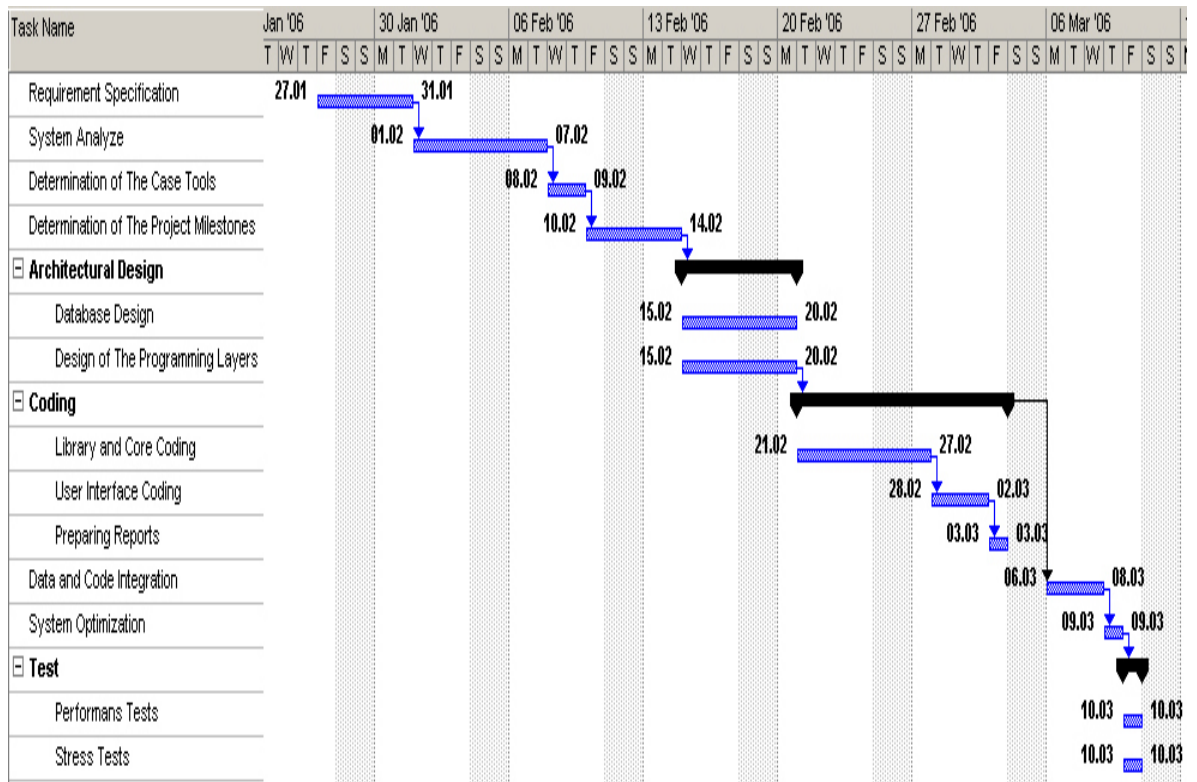 Task Name
Jan '06 30 Jan '06 06 Feb '06 13 Feb '06 20 Feb '06 27 Feb '06 06 Mar '06
T W T F S S M T W T F S S M T W T F S S M T W T F S S M T W T F S S M T W T F S S M T W T F S S
Requirement Specification 27.01 31.01
System Analyze 01.02 07.02
Determination of The Case Tools 08.02 09.02
Determination of The Project Milestones 10.02 14.02
Architectural Design
Database Design 15.02 20.02
Design of The Programming Layers 15.02 20.02
Coding
Library and Core Coding 21.02 27.02
User Interface Coding 28.02 02.03
Preparing Reports 03.03 03.03
Data and Code Integration 06.03 08.03
System Optimization 09.03 09.03
Test
Performans Tests 10.03 10.03
Stress Tests 10.03 10.03